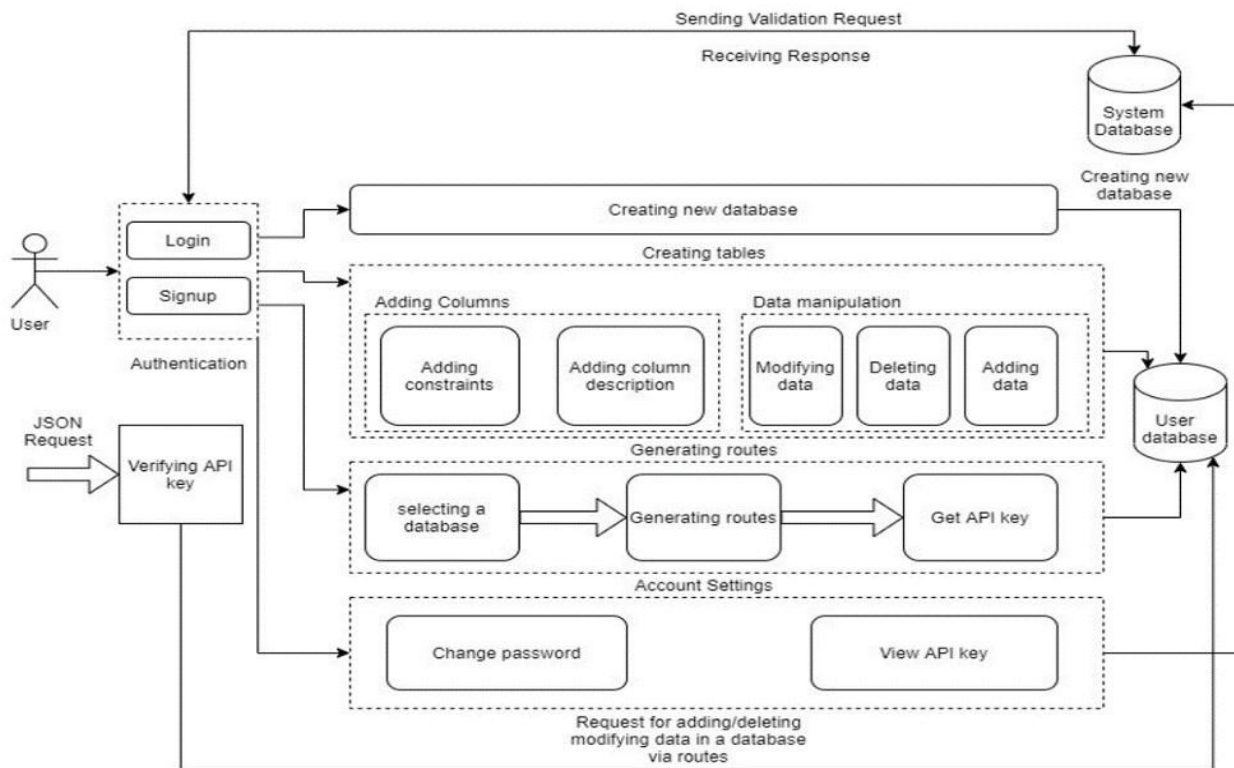 Sending Validation Request
Receiving Response
System
Database
Creating new
database
Creating new database
Login
Signup
User
Authentication
Creating tables
Adding Columns
Data manipulation
Adding
constraints
Adding column
description
Modifying
data
Deleting
data
Adding
data
User
database
JSON
Request
Verifying API
key
Generating routes
selecting a
database
Generating routes
Get API key
Account Settings
Change password
View API key
Request for adding/deleting
modifying data in a database
via routes